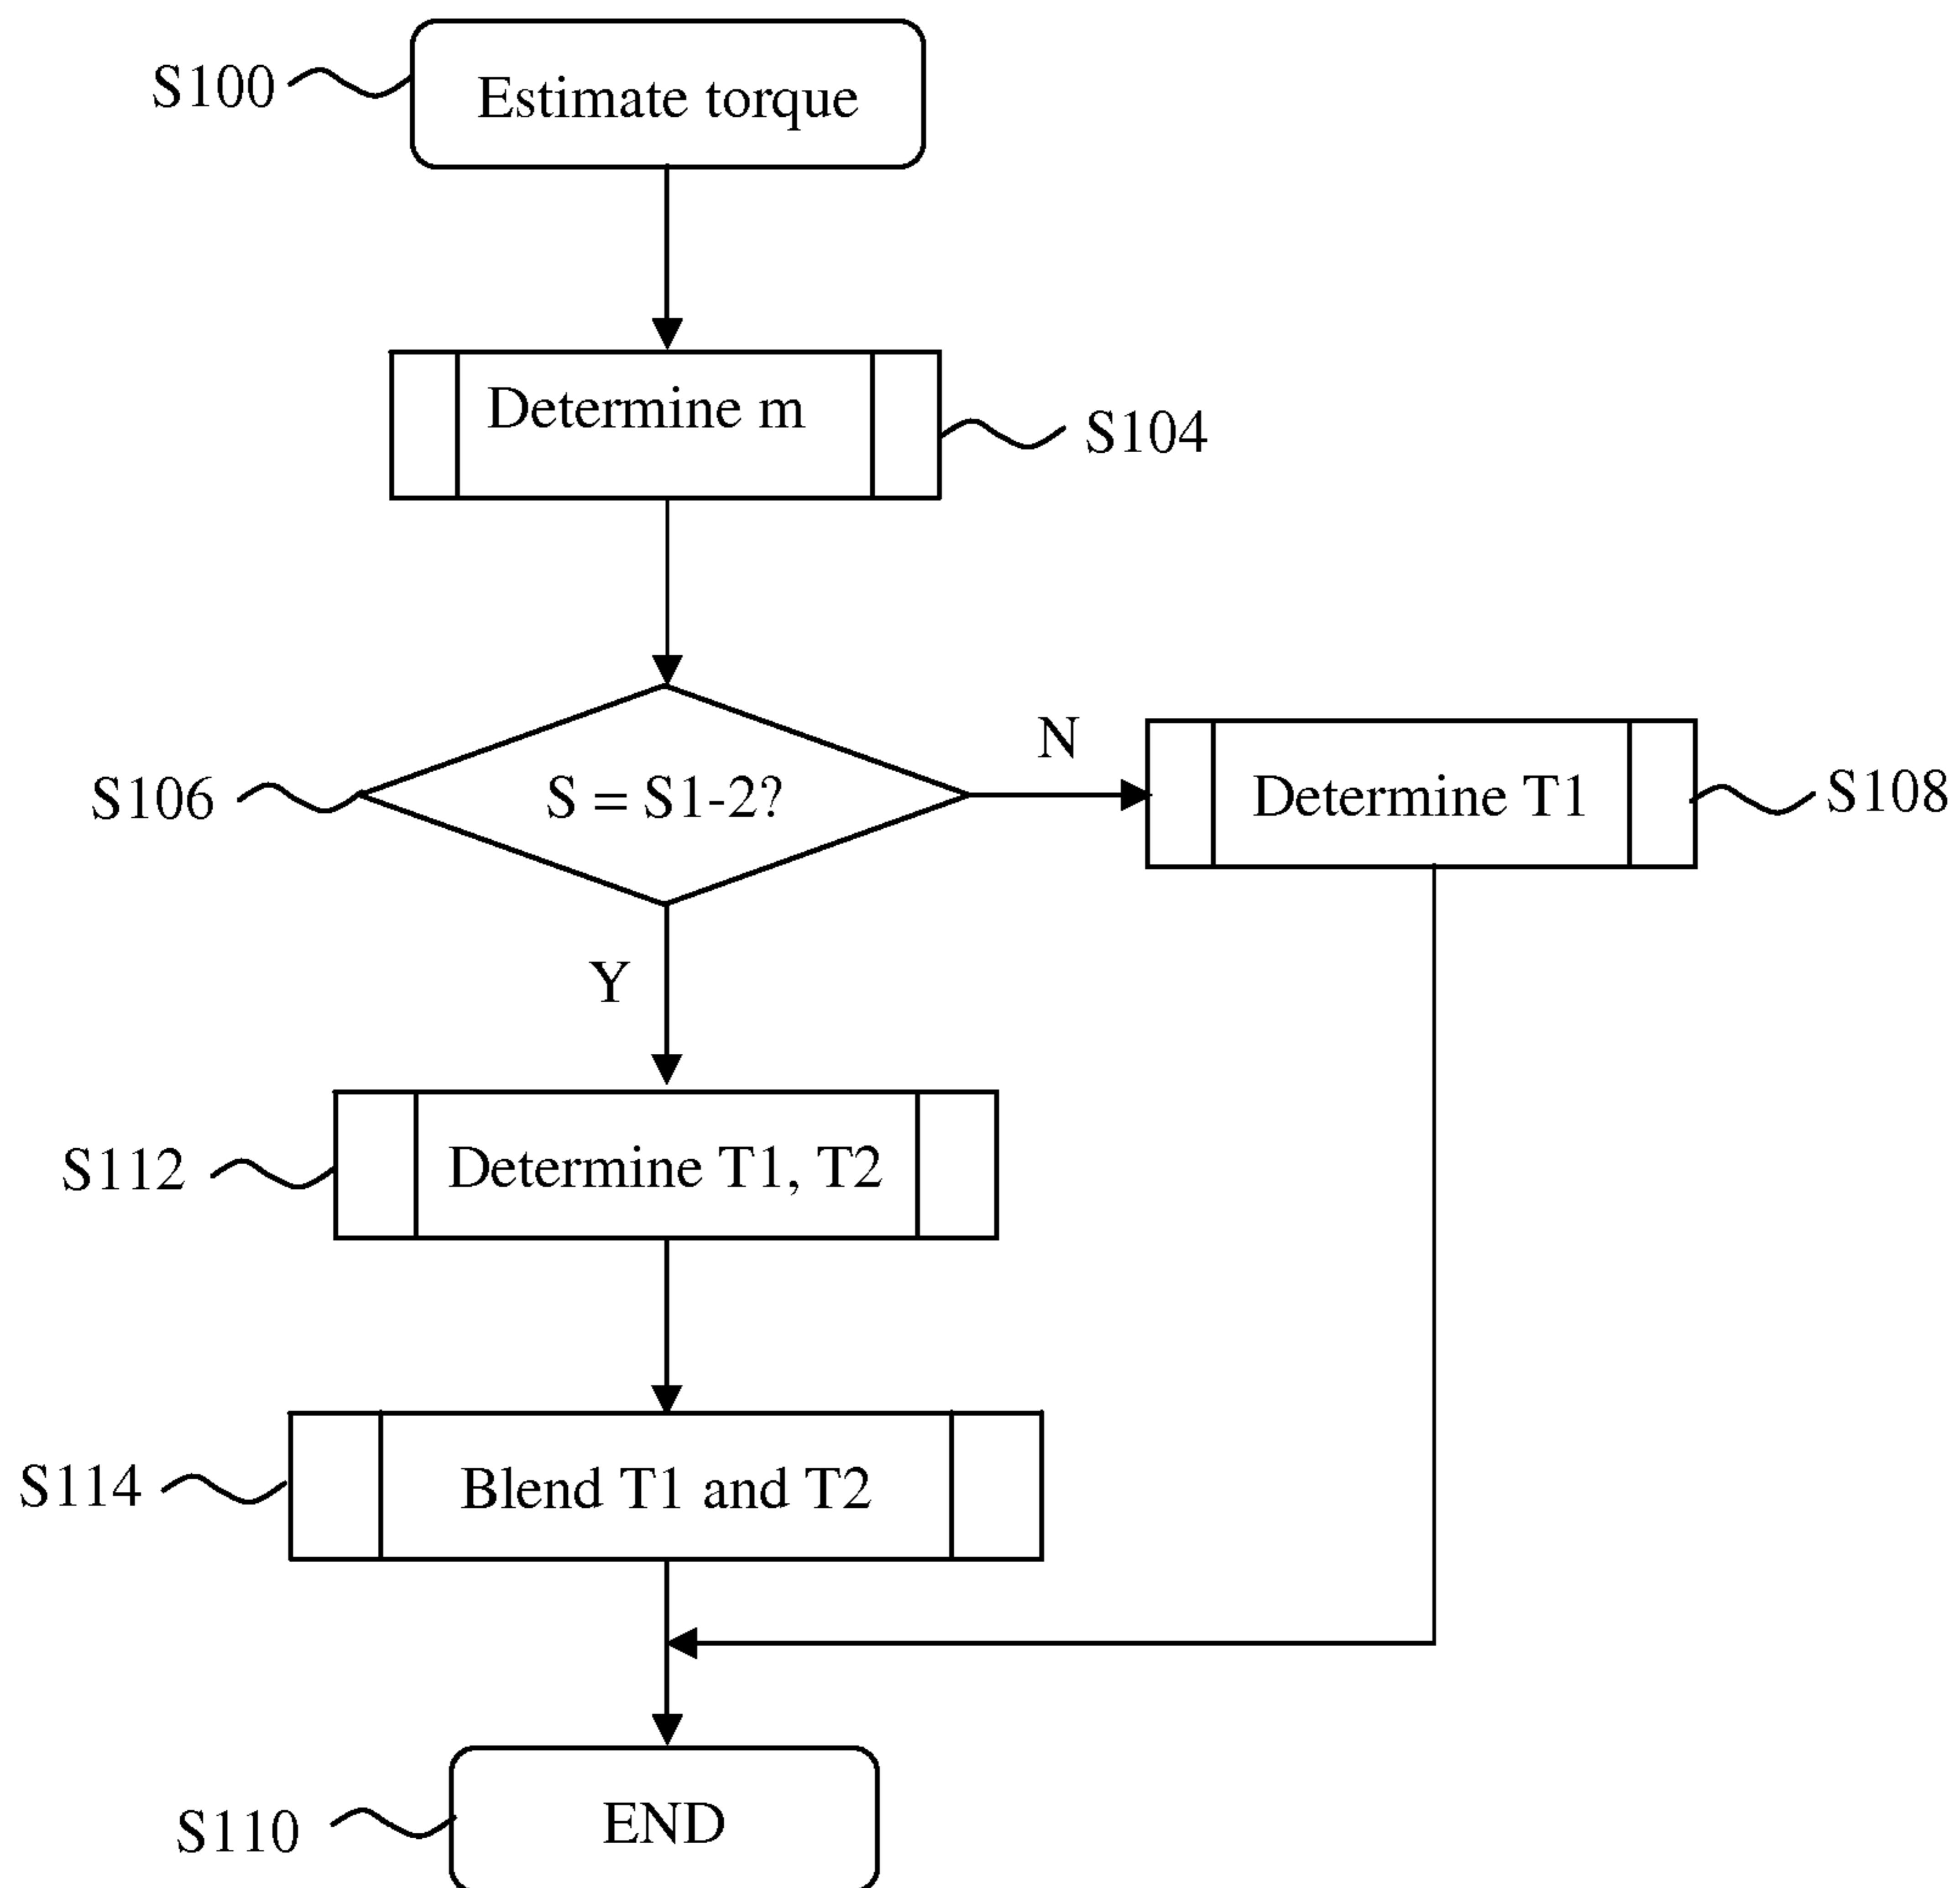 S100
Estimate torque
Determine m
S104
S106
S = S1-2?
N
Determine T1
S108
Y
S112
Determine T1, T2
S114
Blend T1 and T2
S110
END